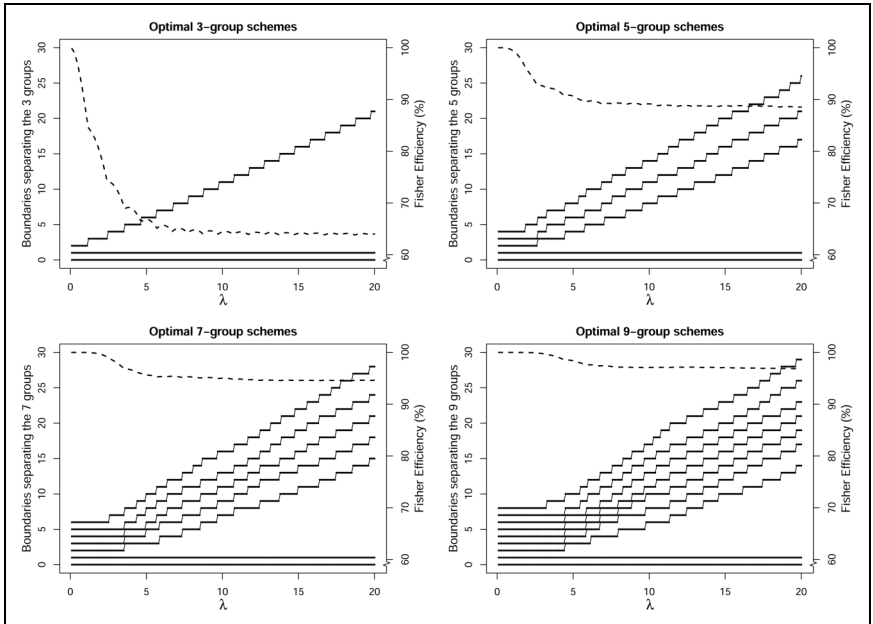 Optimal 3−group schemes
Boundaries separating the 3 groups
0
5
10
15
20
25
30
60
70
80
90
100
Fisher Efficiency (%)
0 5 10 15 20
λ
Optimal 5−group schemes
Boundaries separating the 5 groups
0
5
10
15
20
25
30
60
70
80
90
100
Fisher Efficiency (%)
0 5 10 15 20
λ
Optimal 7−group schemes
Boundaries separating the 7 groups
0
5
10
15
20
25
30
60
70
80
90
100
Fisher Efficiency (%)
0 5 10 15 20
λ
Optimal 9−group schemes
Boundaries separating the 9 groups
0
5
10
15
20
25
30
60
70
80
90
100
Fisher Efficiency (%)
0 5 10 15 20
λ